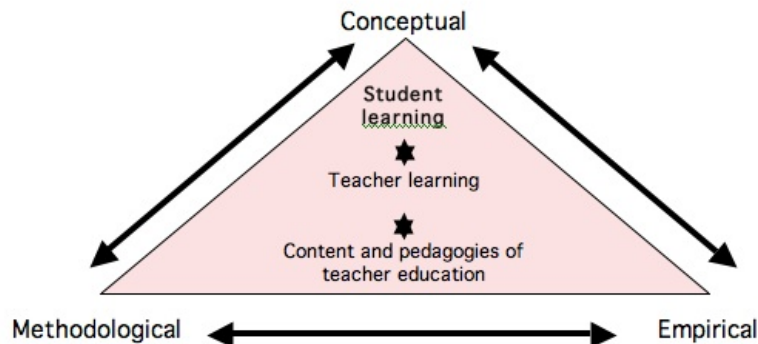 Conceptual
Student
learning
Teacher learning
Content and pedagogies of
teacher education
Methodological
Empirical